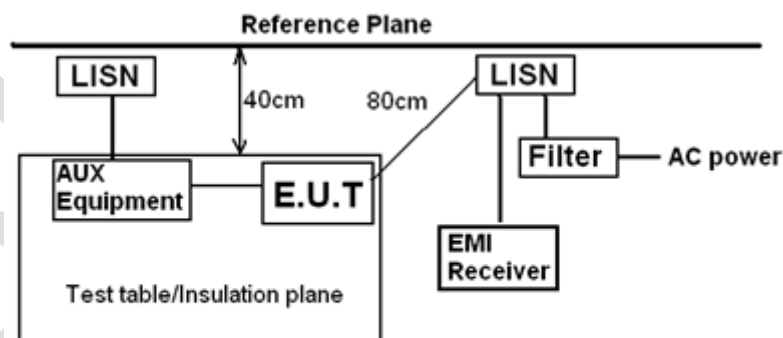 Reference Plane
LISN
LISN
40cm
80cm
Filter
AC power
AUX
Equipment
E.U.T
EMI
Receiver
Test table/Insulation plane